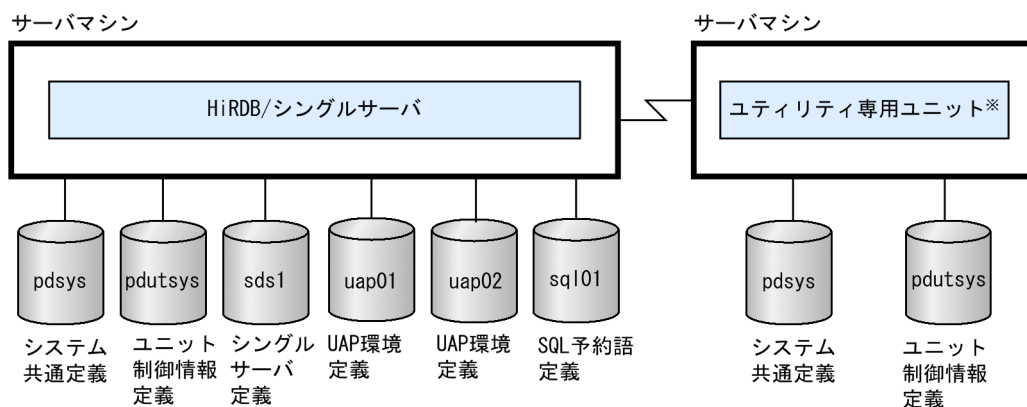 サーバマシン
サーバマシン
HiRDB/シングルサーバ
ユティリティ専用ユニット※
pdsys
pdutsys
sds1
uap01
uap02
sql01
pdsys
pdutsys
システム
共通定義
ユニット
制御情報
定義
シングル
サーバ
定義
UAP環境
定義
UAP環境
定義
SQL予約語
定義
システム
共通定義
ユニット
制御情報
定義